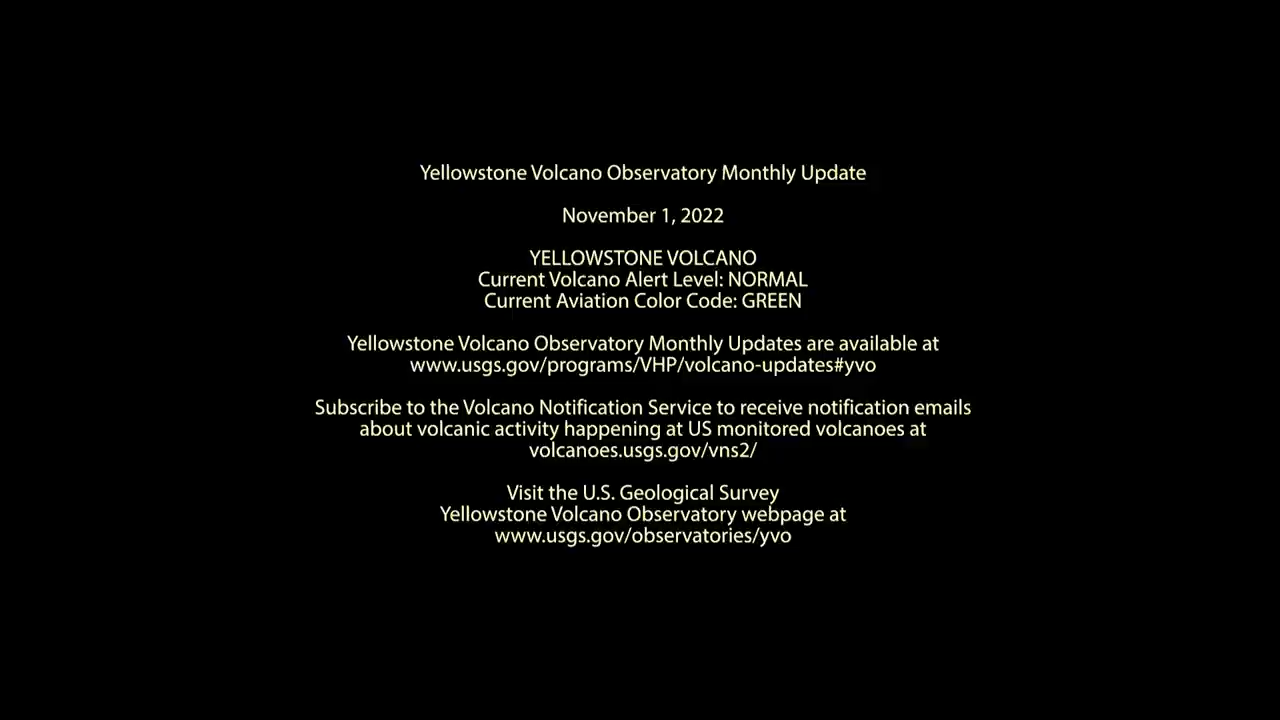 Yellowstone Volcano Observatory Monthly Update
November 1, 2022
YELLOWSTONE VOLCANO
Current Volcano Alert Level: NORMAL
Current Aviation Color Code: GREEN
Yellowstone Volcano Observatory Monthly Updates are available at
www.usgs.gov/programs/VHP/volcano-updates#yvo
Subscribe to the Volcano Notification Service to receive notification emails
about volcanic activity happening at US monitored volcanoes at
volcanoes.usgs.gov/vns2/
Visit the U.S. Geological Survey
Yellowstone Volcano Observatory webpage at
www.usgs.gov/observatories/yvo